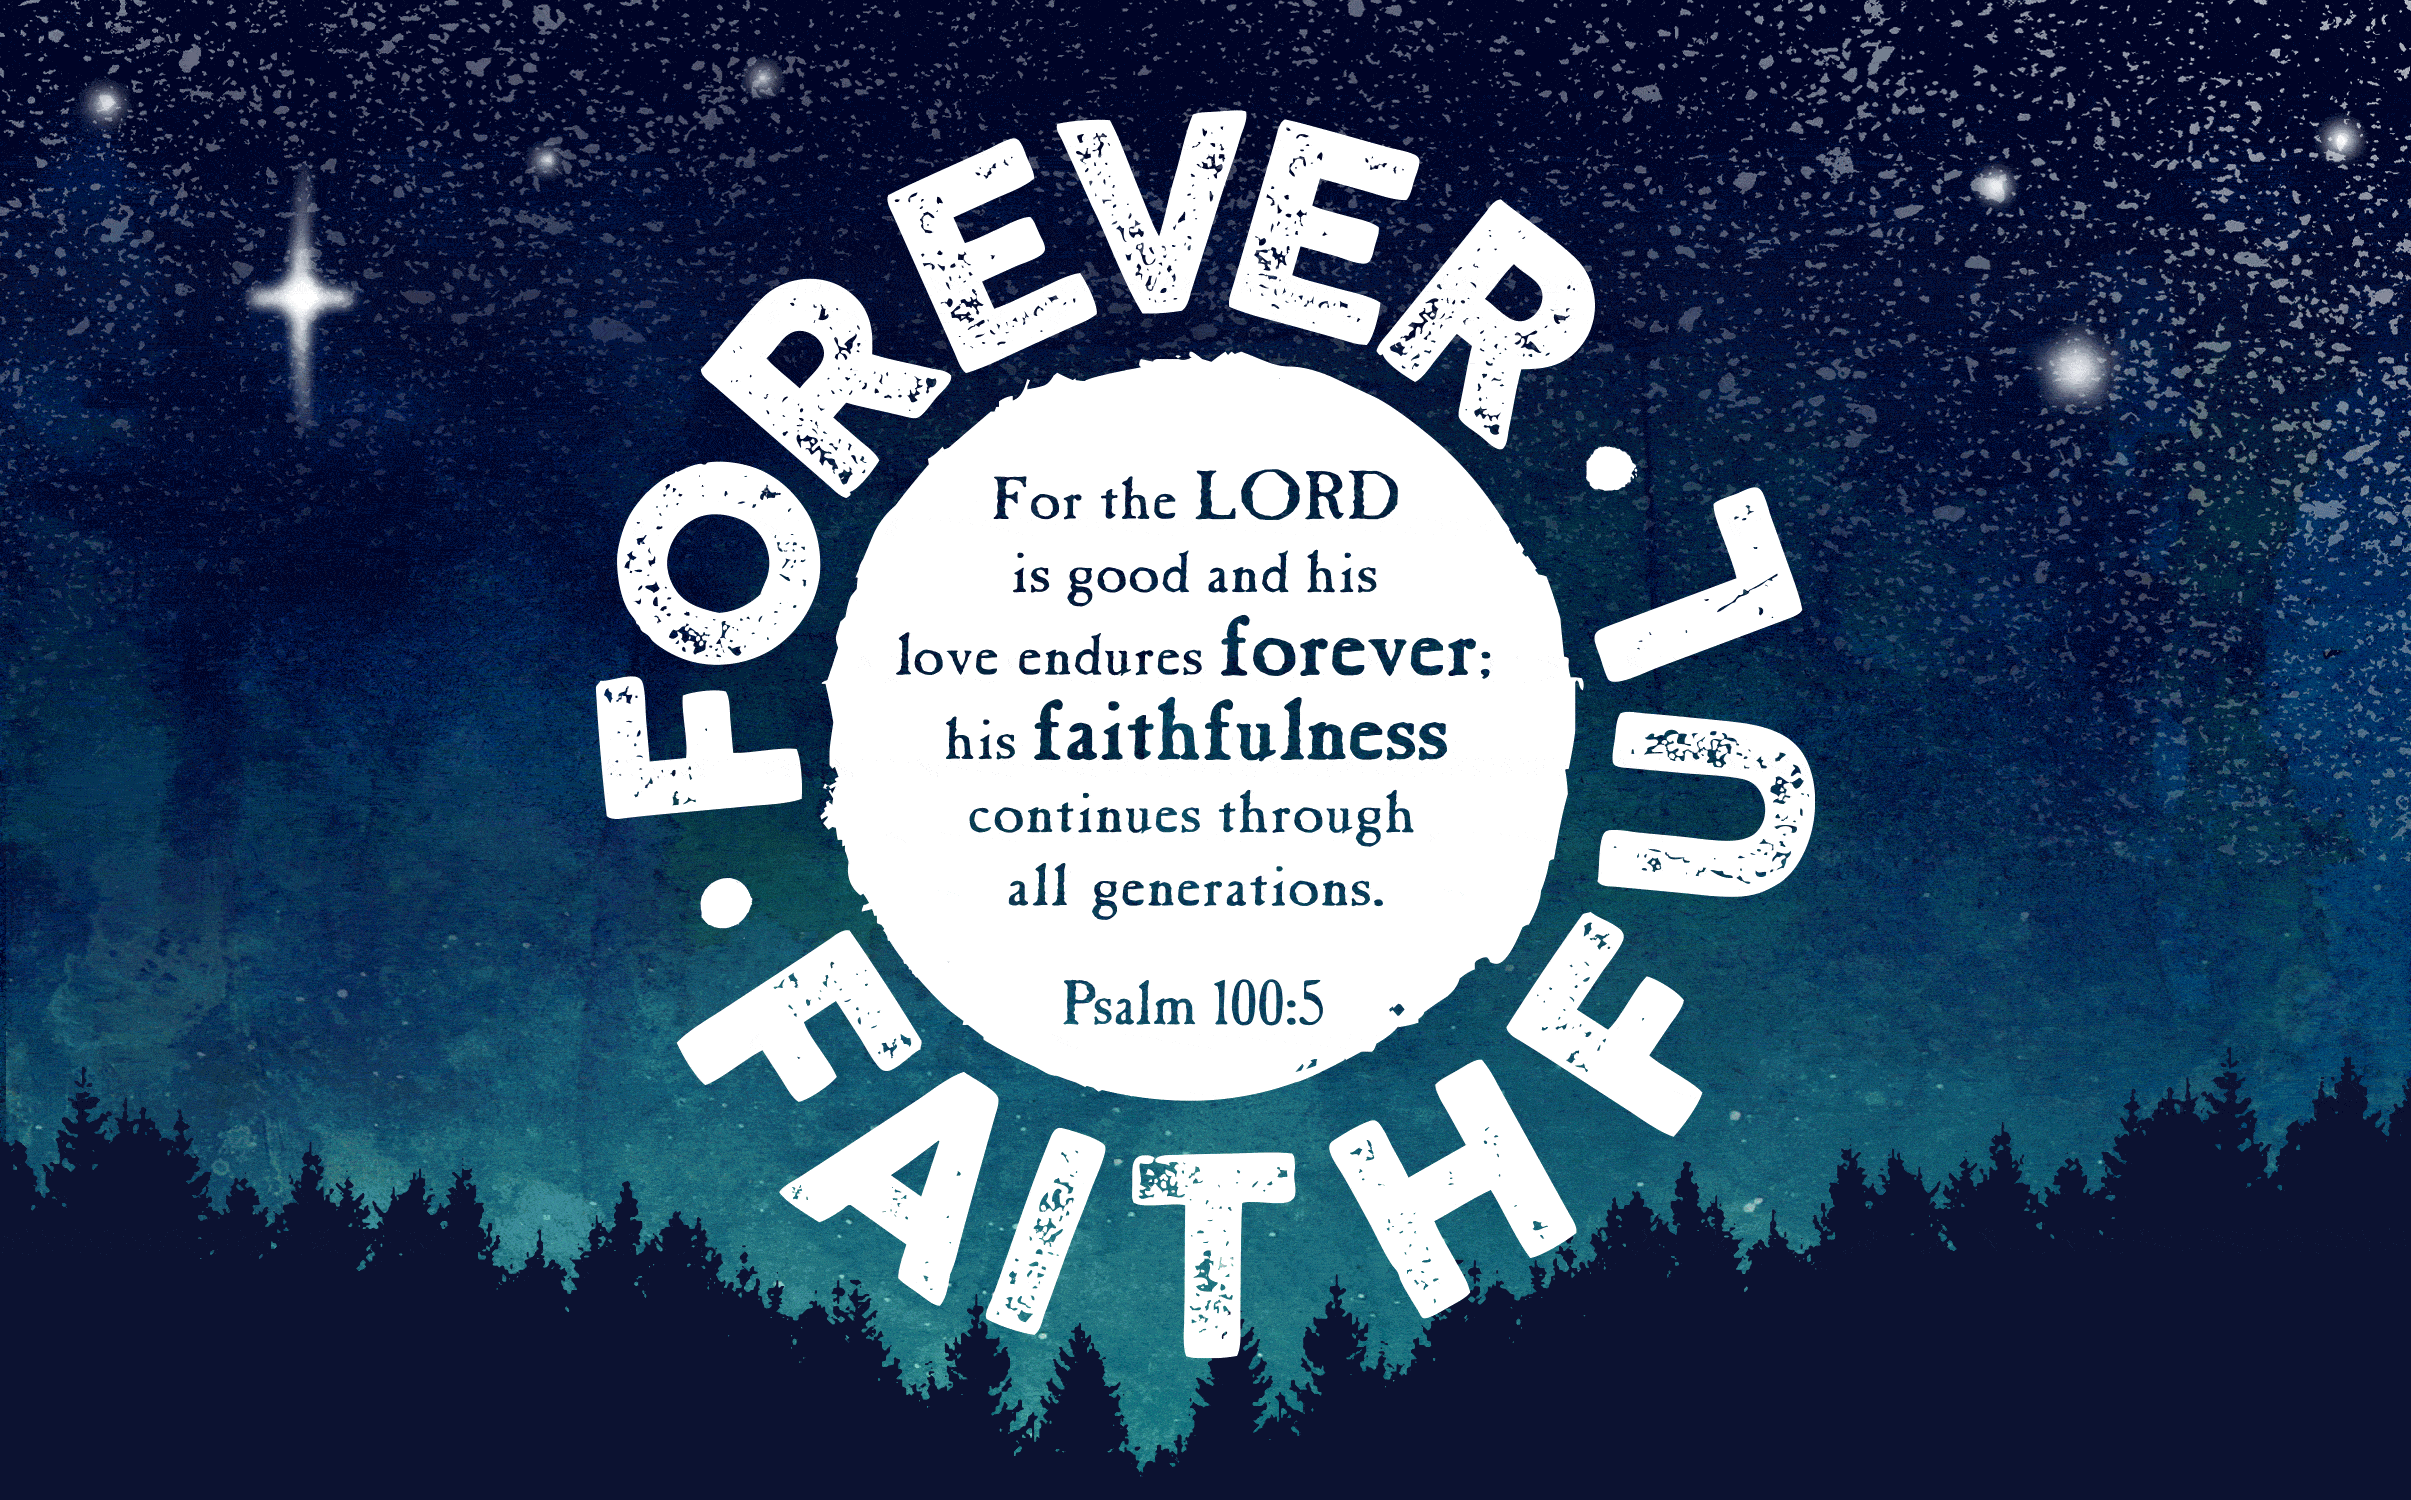 FOREVER · FAITHFUL ·
For the LORD
is good and his
love endures forever;
his faithfulness
continues through
all generations.
Psalm 100:5